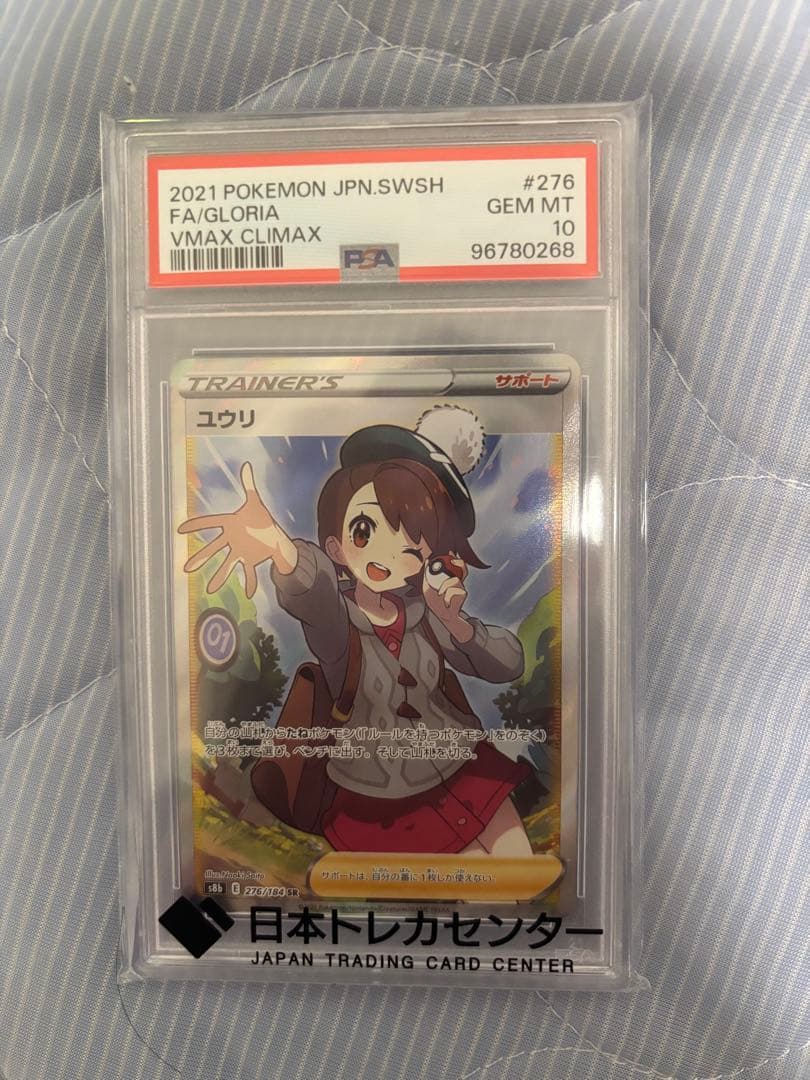 2021 POKEMON JPN.SWSH #276
FA/GLORIA GEM MT
VMAX CLIMAX 10
PSA 96780268
TRAINER'S サポート
ユウリ
01
自分の山札からたねポケモン(「ルールを持つポケモン」をのぞく)
を3枚まで選び、ベンチに出す。そして山札を切る。
サポートは、自分の番に1枚しか使えない。
Illus. Naoki Saito
s8b E 276/184 SR
日本トレカセンター
JAPAN TRADING CARD CENTER